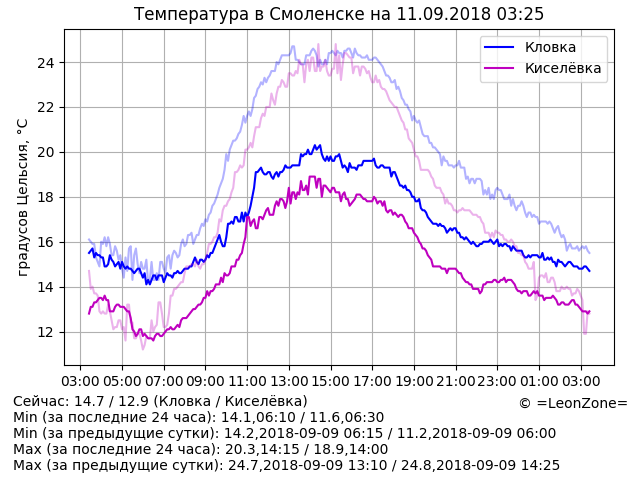 Температура в Смоленске на 11.09.2018 03:25
Кловка
Киселёвка
градусов Цельсия, °C
24
22
20
18
16
14
12
03:00 05:00 07:00 09:00 11:00 13:00 15:00 17:00 19:00 21:00 23:00 01:00 03:00
Сейчас: 14.7 / 12.9 (Кловка / Киселёвка)
© =LeonZone=
Min (за последние 24 часа): 14.1,06:10 / 11.6,06:30
Min (за предыдущие сутки): 14.2,2018-09-09 06:15 / 11.2,2018-09-09 06:00
Max (за последние 24 часа): 20.3,14:15 / 18.9,14:00
Max (за предыдущие сутки): 24.7,2018-09-09 13:10 / 24.8,2018-09-09 14:25